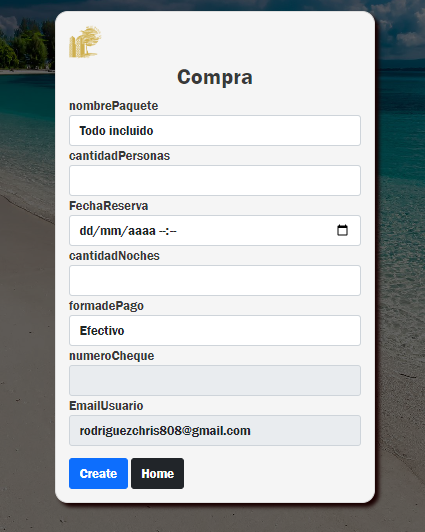 Compra
nombrePaquete
Todo incluido
cantidadPersonas
FechaReserva
dd/mm/aaaa --:--
cantidadNoches
formadePago
Efectivo
numeroCheque
EmailUsuario
rodriguezchris808@gmail.com
Create Home